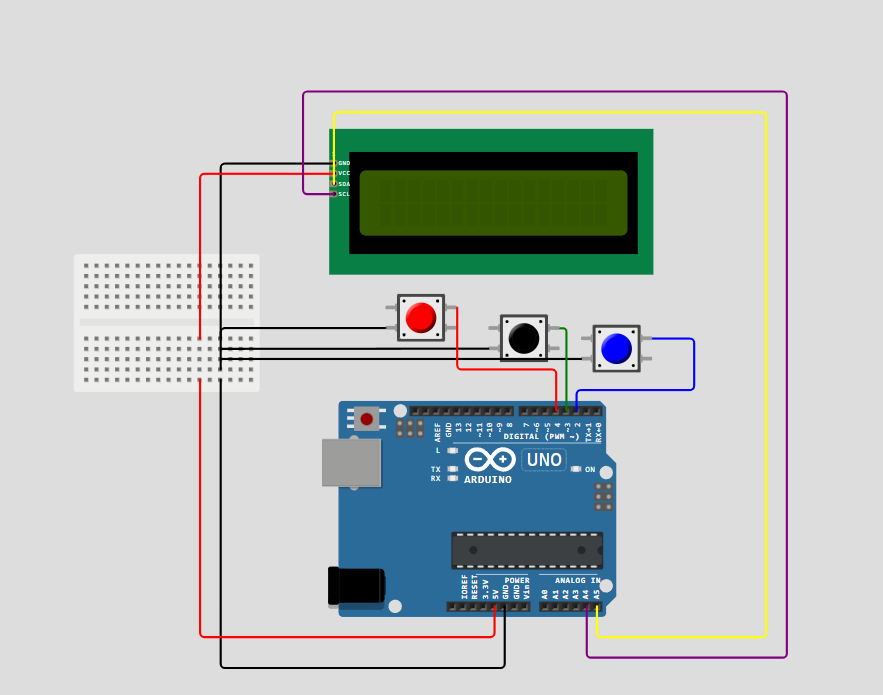 GND
VCC
SDA
SCL
AREF
GND
13
12
~11
~10
~9
8
7
~6
~5
4
~3
2
TX→1
RX←0
DIGITAL (PWM ~)
L
TX
RX
UNO
ON
ARDUINO
POWER
ANALOG IN
IOREF
RESET
3.3V
5V
GND
GND
Vin
A0
A1
A2
A3
A4
A5